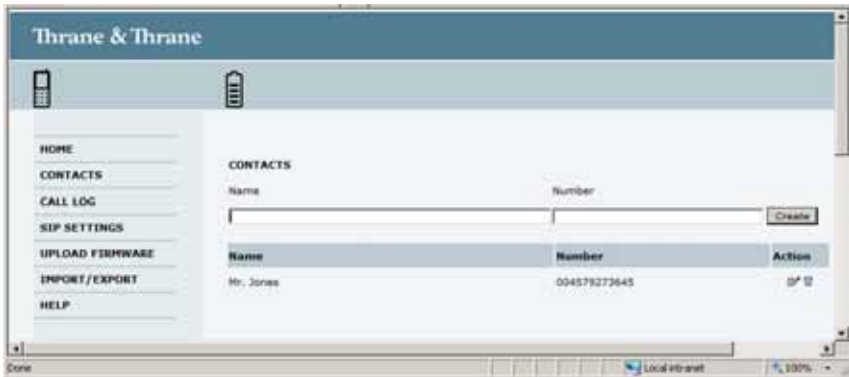 Thrane & Thrane
HOME
CONTACTS
CALL LOG
SIP SETTINGS
UPLOAD FIRMWARE
IMPORT/EXPORT
HELP
CONTACTS
Name Number
Create
Name Number Action
Mr. Jones 004579273645
Done Local intranet 100%